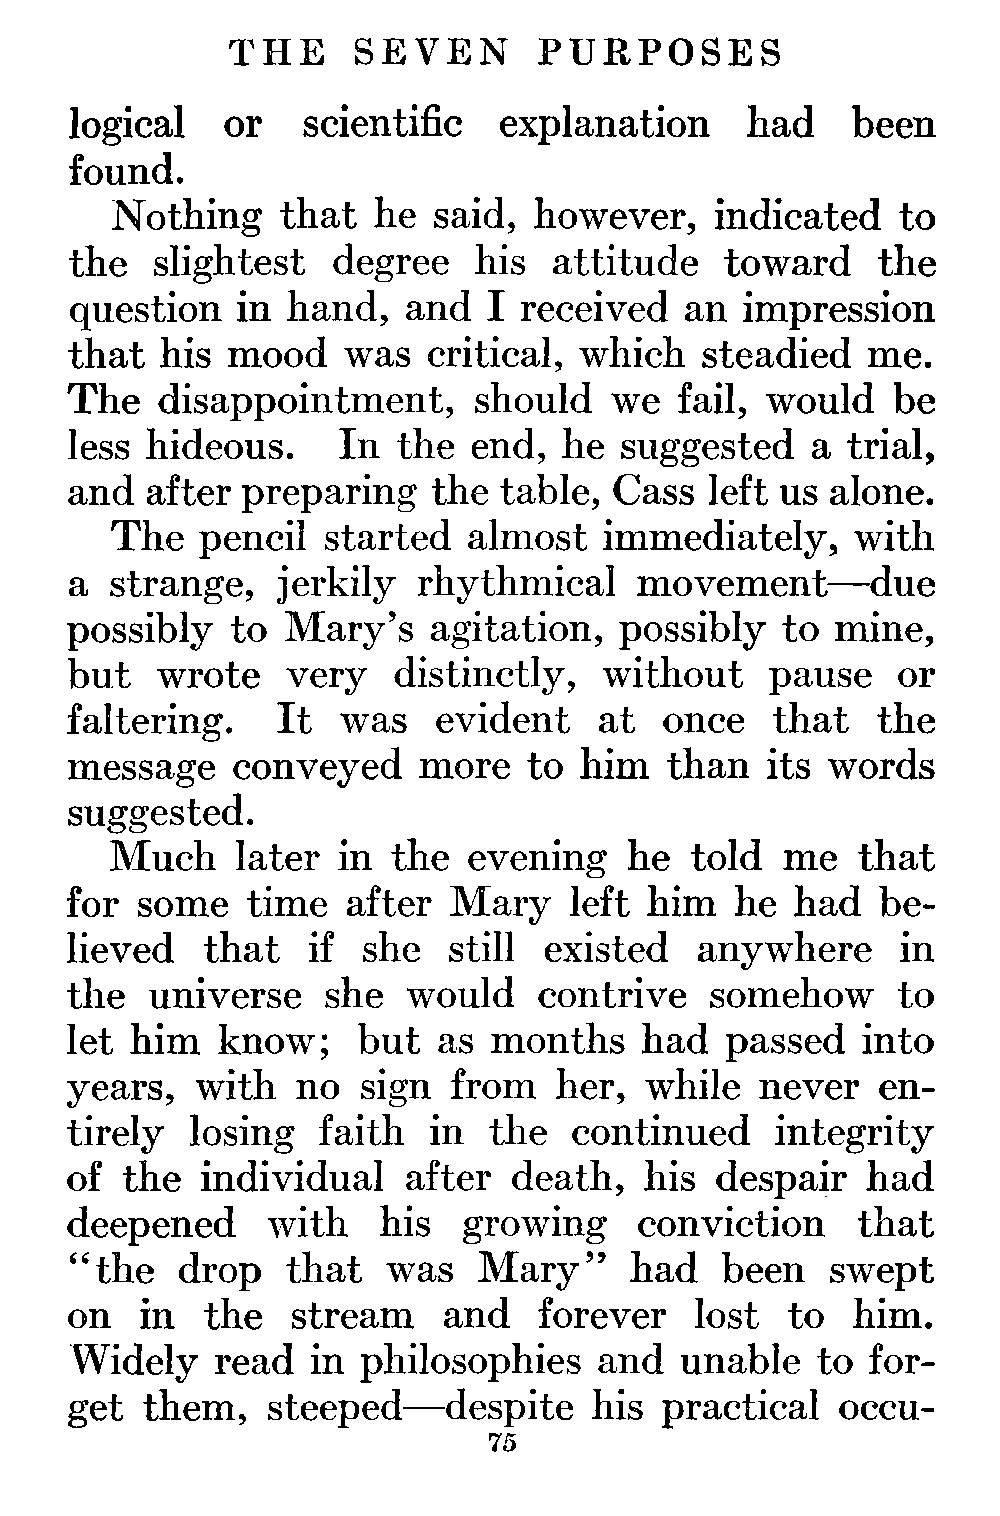 THE SEVEN PURPOSES
logical or scientific explanation had been
found.
Nothing that he said, however, indicated to
the slightest degree his attitude toward the
question in hand, and I received an impression
that his mood was critical, which steadied me.
The disappointment, should we fail, would be
less hideous. In the end, he suggested a trial,
and after preparing the table, Cass left us alone.
The pencil started almost immediately, with
a strange, jerkily rhythmical movement—due
possibly to Mary's agitation, possibly to mine,
but wrote very distinctly, without pause or
faltering. It was evident at once that the
message conveyed more to him than its words
suggested.
Much later in the evening he told me that
for some time after Mary left him he had be-
lieved that if she still existed anywhere in
the universe she would contrive somehow to
let him know; but as months had passed into
years, with no sign from her, while never en-
tirely losing faith in the continued integrity
of the individual after death, his despair had
deepened with his growing conviction that
“the drop that was Mary” had been swept
on in the stream and forever lost to him.
Widely read in philosophies and unable to for-
get them, steeped—despite his practical occu-
75